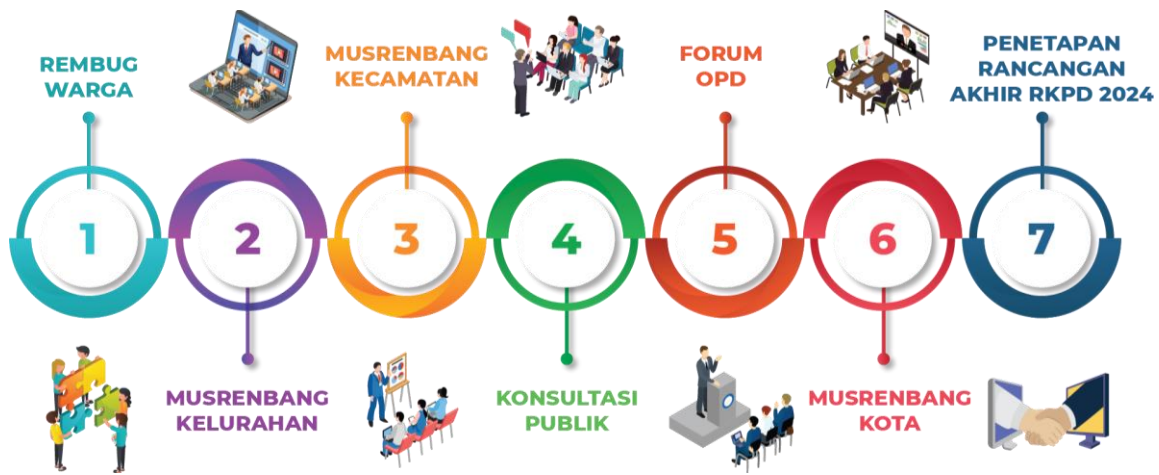 REMBUG
WARGA
1
2
MUSRENBANG
KELURAHAN
MUSRENBANG
KECAMATAN
3
4
KONSULTASI
PUBLIK
FORUM
OPD
5
6
MUSRENBANG
KOTA
PENETAPAN
RANCANGAN
AKHIR RKPD 2024
7